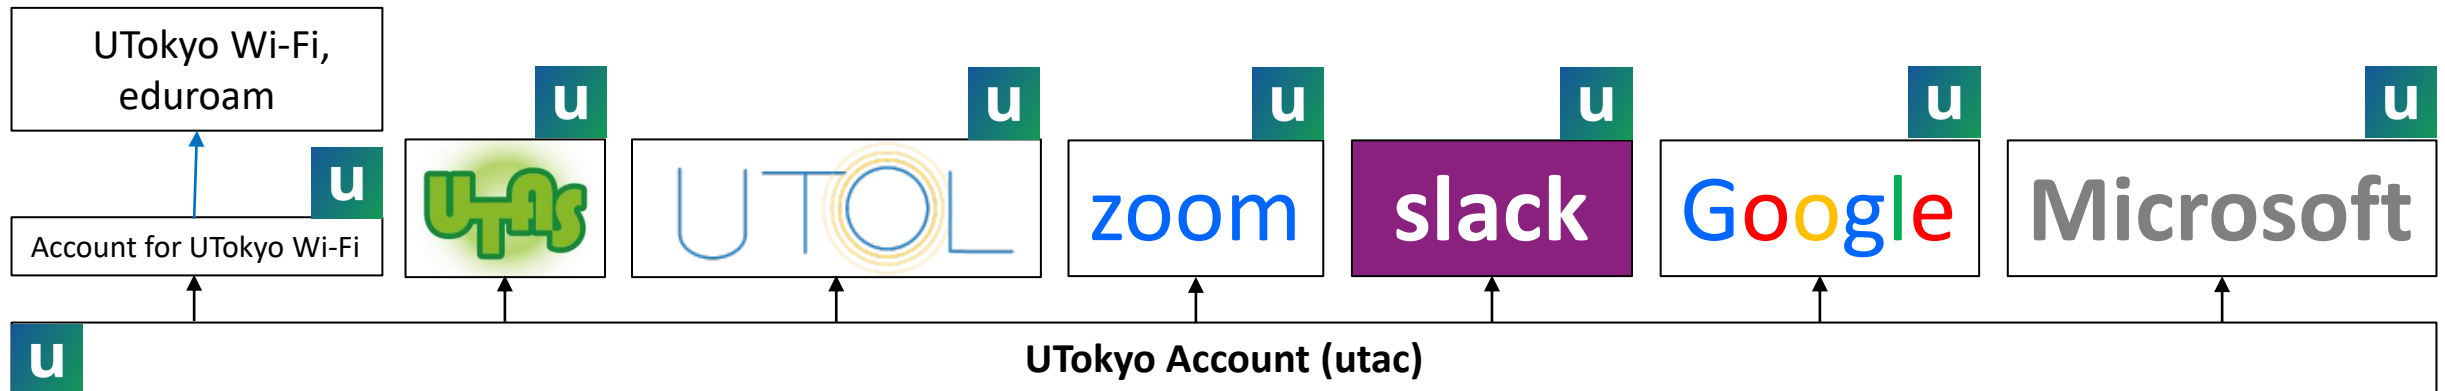 UTokyo Wi-Fi,
eduroam
u
Account for UTokyo Wi-Fi
u
UTAS
u
UTOL
u
zoom
u
slack
u
Google
u
Microsoft
u
UTokyo Account (utac)